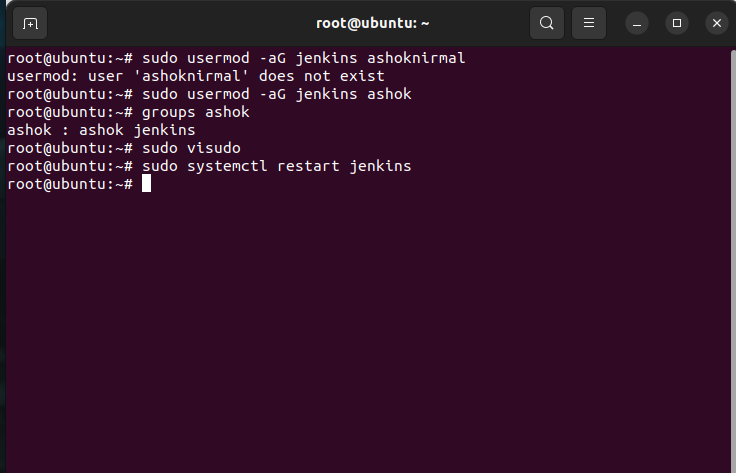 root@ubuntu: ~
root@ubuntu:~# sudo usermod -aG jenkins ashoknirmal
usermod: user 'ashoknirmal' does not exist
root@ubuntu:~# sudo usermod -aG jenkins ashok
root@ubuntu:~# groups ashok
ashok : ashok jenkins
root@ubuntu:~# sudo visudo
root@ubuntu:~# sudo systemctl restart jenkins
root@ubuntu:~#